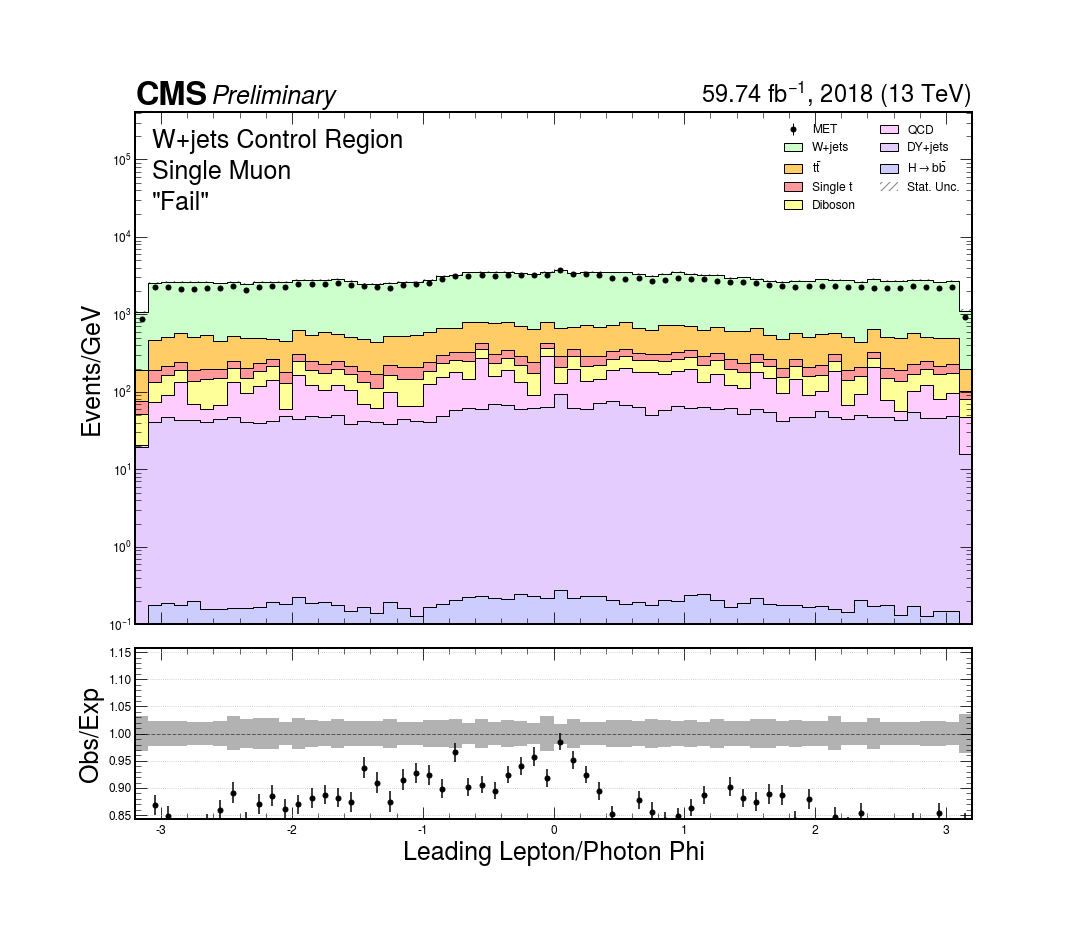 CMS Preliminary
59.74 fb⁻¹, 2018 (13 TeV)
W+jets Control Region
Single Muon
"Fail"
MET
W+jets
tt̄
Single t
Diboson
QCD
DY+jets
H→bb̄
Stat. Unc.
Events/GeV
10⁵
10⁴
10³
10²
10¹
10⁰
10⁻¹
Obs/Exp
1.15
1.10
1.05
1.00
0.95
0.90
0.85
-3 -2 -1 0 1 2 3
Leading Lepton/Photon Phi